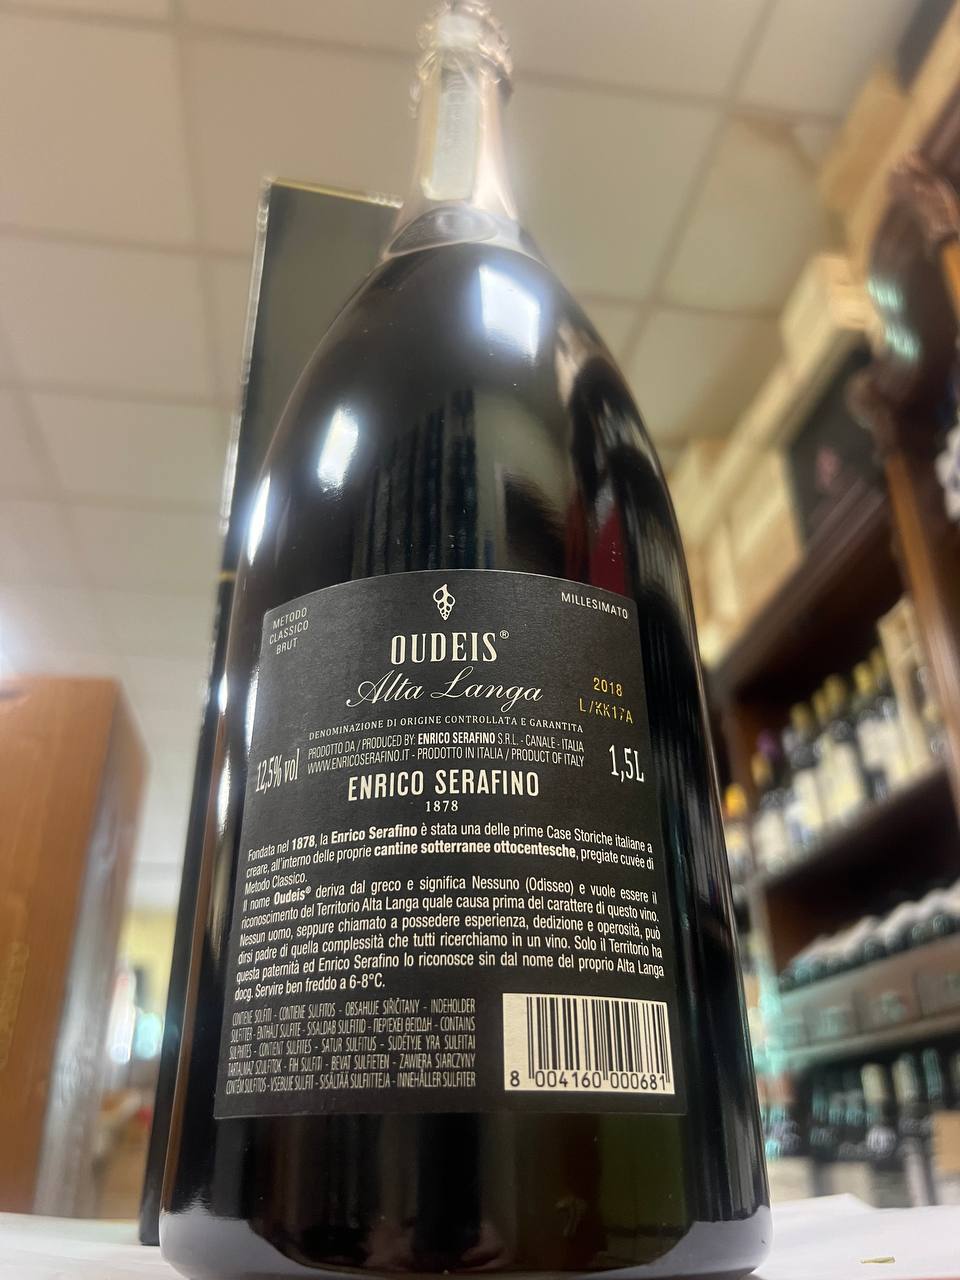 METODO
CLASSICO
BRUT
MILLESIMATO
OUDEIS®
Alta Langa
2018
L/KK17A
DENOMINAZIONE DI ORIGINE CONTROLLATA E GARANTITA
12,5% vol
PRODOTTO DA / PRODUCED BY: ENRICO SERAFINO S.R.L. - CANALE - ITALIA
WWW.ENRICOSERAFINO.IT - PRODOTTO IN ITALIA / PRODUCT OF ITALY
1,5L
ENRICO SERAFINO
1878
Fondata nel 1878, la Enrico Serafino è stata una delle prime Case Storiche italiane a
creare, all'interno delle proprie cantine sotterranee ottocentesche, pregiate cuvée di
Metodo Classico.
Il nome Oudeis® deriva dal greco e significa Nessuno (Odisseo) e vuole essere il
riconoscimento del Territorio Alta Langa quale causa prima del carattere di questo vino.
Nessun uomo, seppure chiamato a possedere esperienza, dedizione e operosità, può
dirsi padre di quella complessità che tutti ricerchiamo in un vino. Solo il Territorio ha
questa paternità ed Enrico Serafino lo riconosce sin dal nome del proprio Alta Langa
docg. Servire ben freddo a 6-8°C.
CONTIENE SOLFITI - CONTIENE SULFITOS - OBSAHUJE SIŘIČITANY - INDEHOLDER
SULFITTER - ENTHÄLT SULFITE - SISALDAB SULFITID - ΠΕΡΙΕΧΕΙ ΘΕΙΩΔΗ - CONTAINS
SULPHITES - CONTIENT SULFITES - SATUR SULFITUS - SUDĖTYJE YRA SULFITAI
TARTALMAZ SZULFITOK - FIH SULFITI - BEVAT SULFIETEN - ZAWIERA SIARCZYNY
CONTÉM SULFITOS - VSEBUJE SULFIT - SISÄLTÄÄ SULFIITTEJA - INNEHÅLLER SULFITER
8 004160 000681